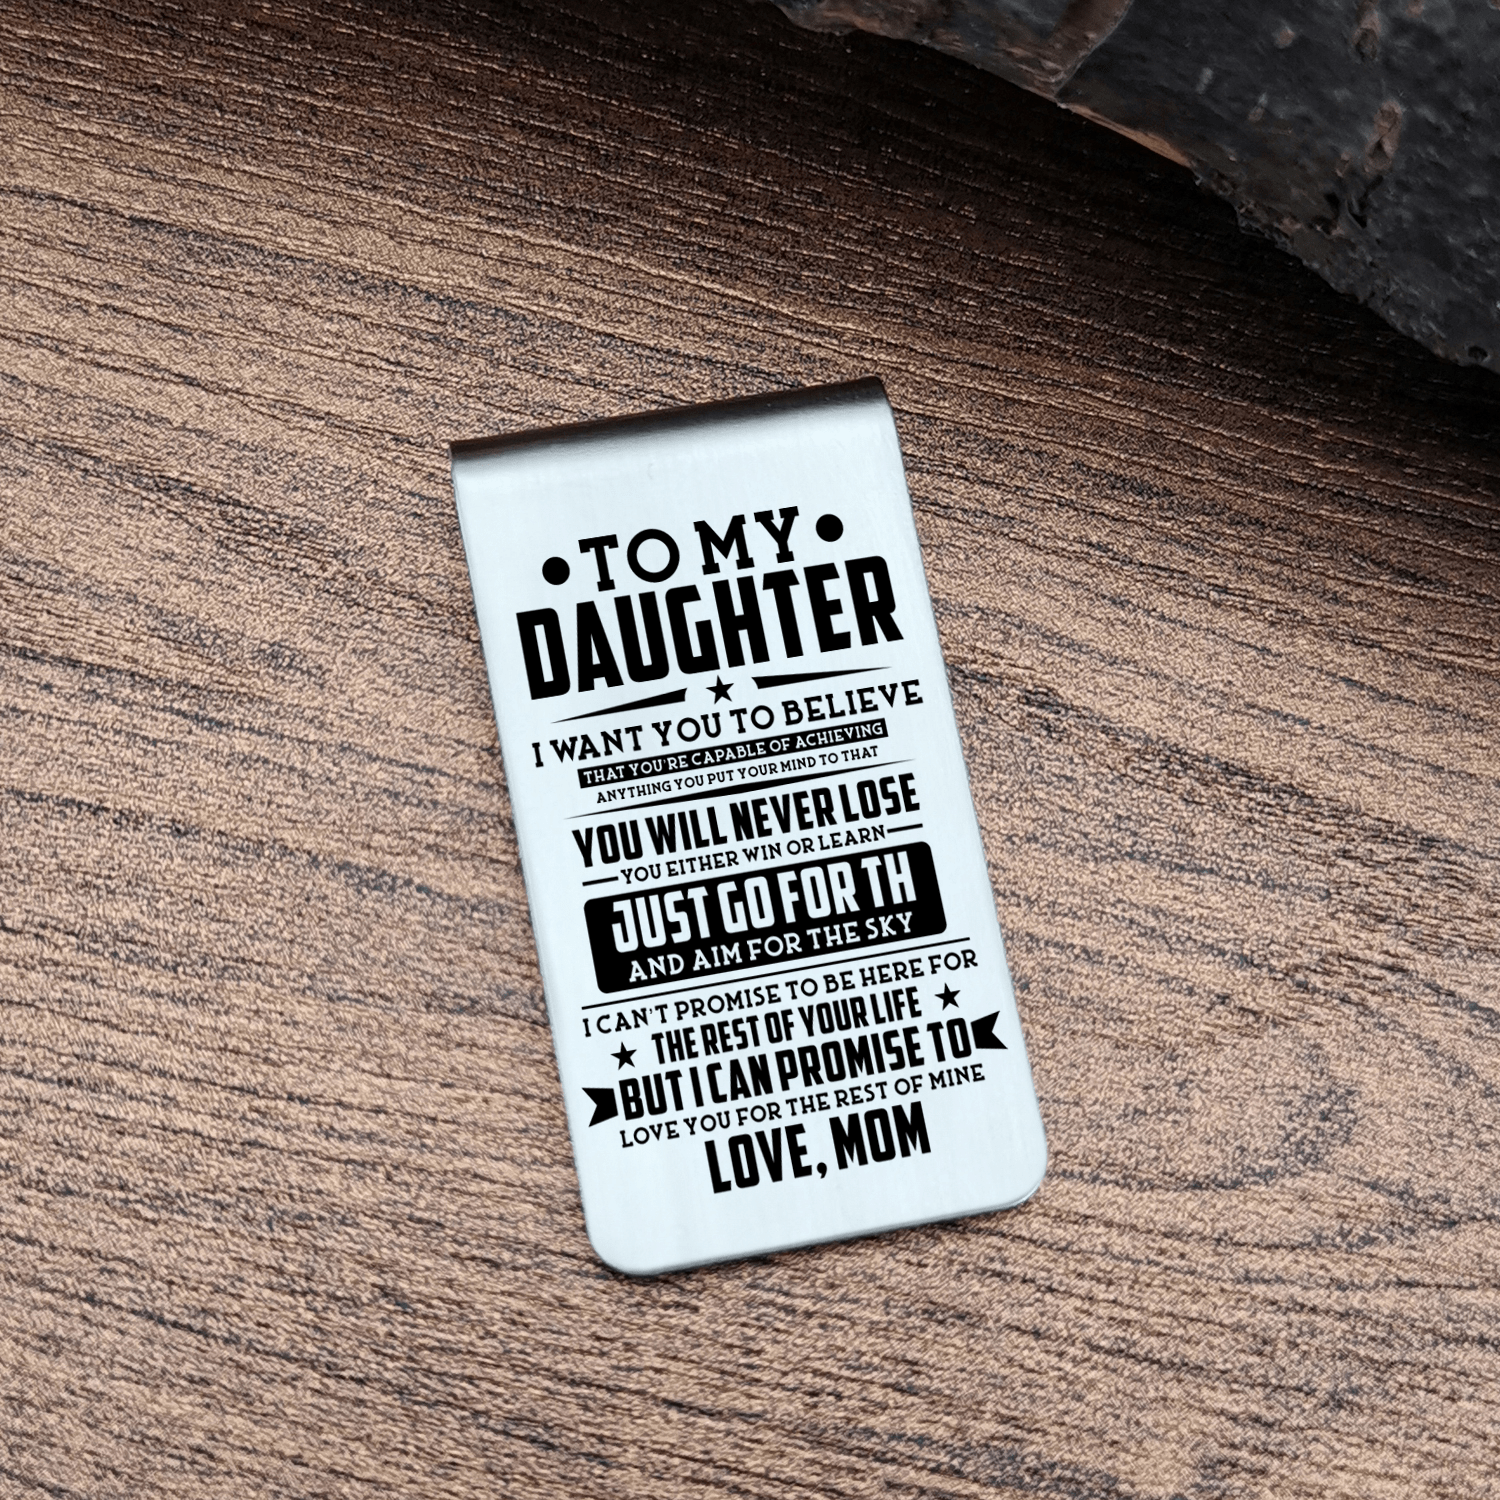 TO MY
DAUGHTER
I WANT YOU TO BELIEVE
THAT YOU'RE CAPABLE OF ACHIEVING
ANYTHING YOU PUT YOUR MIND TO THAT
YOU WILL NEVER LOSE
YOU EITHER WIN OR LEARN
JUST GO FOR TH
AND AIM FOR THE SKY
I CAN'T PROMISE TO BE HERE FOR
THE REST OF YOUR LIFE
BUT I CAN PROMISE TO
LOVE YOU FOR THE REST OF MINE
LOVE, MOM